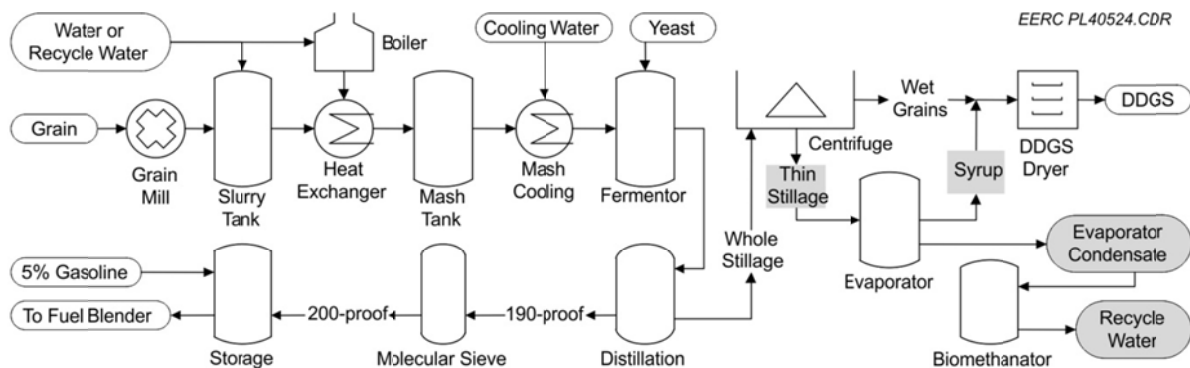 EERC PL40524.CDR
Water or
Recycle Water
Boiler
Cooling Water
Yeast
Grain
Grain
Mill
Slurry
Tank
Heat
Exchanger
Mash
Tank
Mash
Cooling
Fermentor
Centrifuge
Wet
Grains
DDGS
DDGS
Dryer
Thin
Stillage
Syrup
Whole
Stillage
Evaporator
Evaporator
Condensate
Biomethanator
Recycle
Water
5% Gasoline
To Fuel Blender
Storage
200-proof
Molecular Sieve
190-proof
Distillation